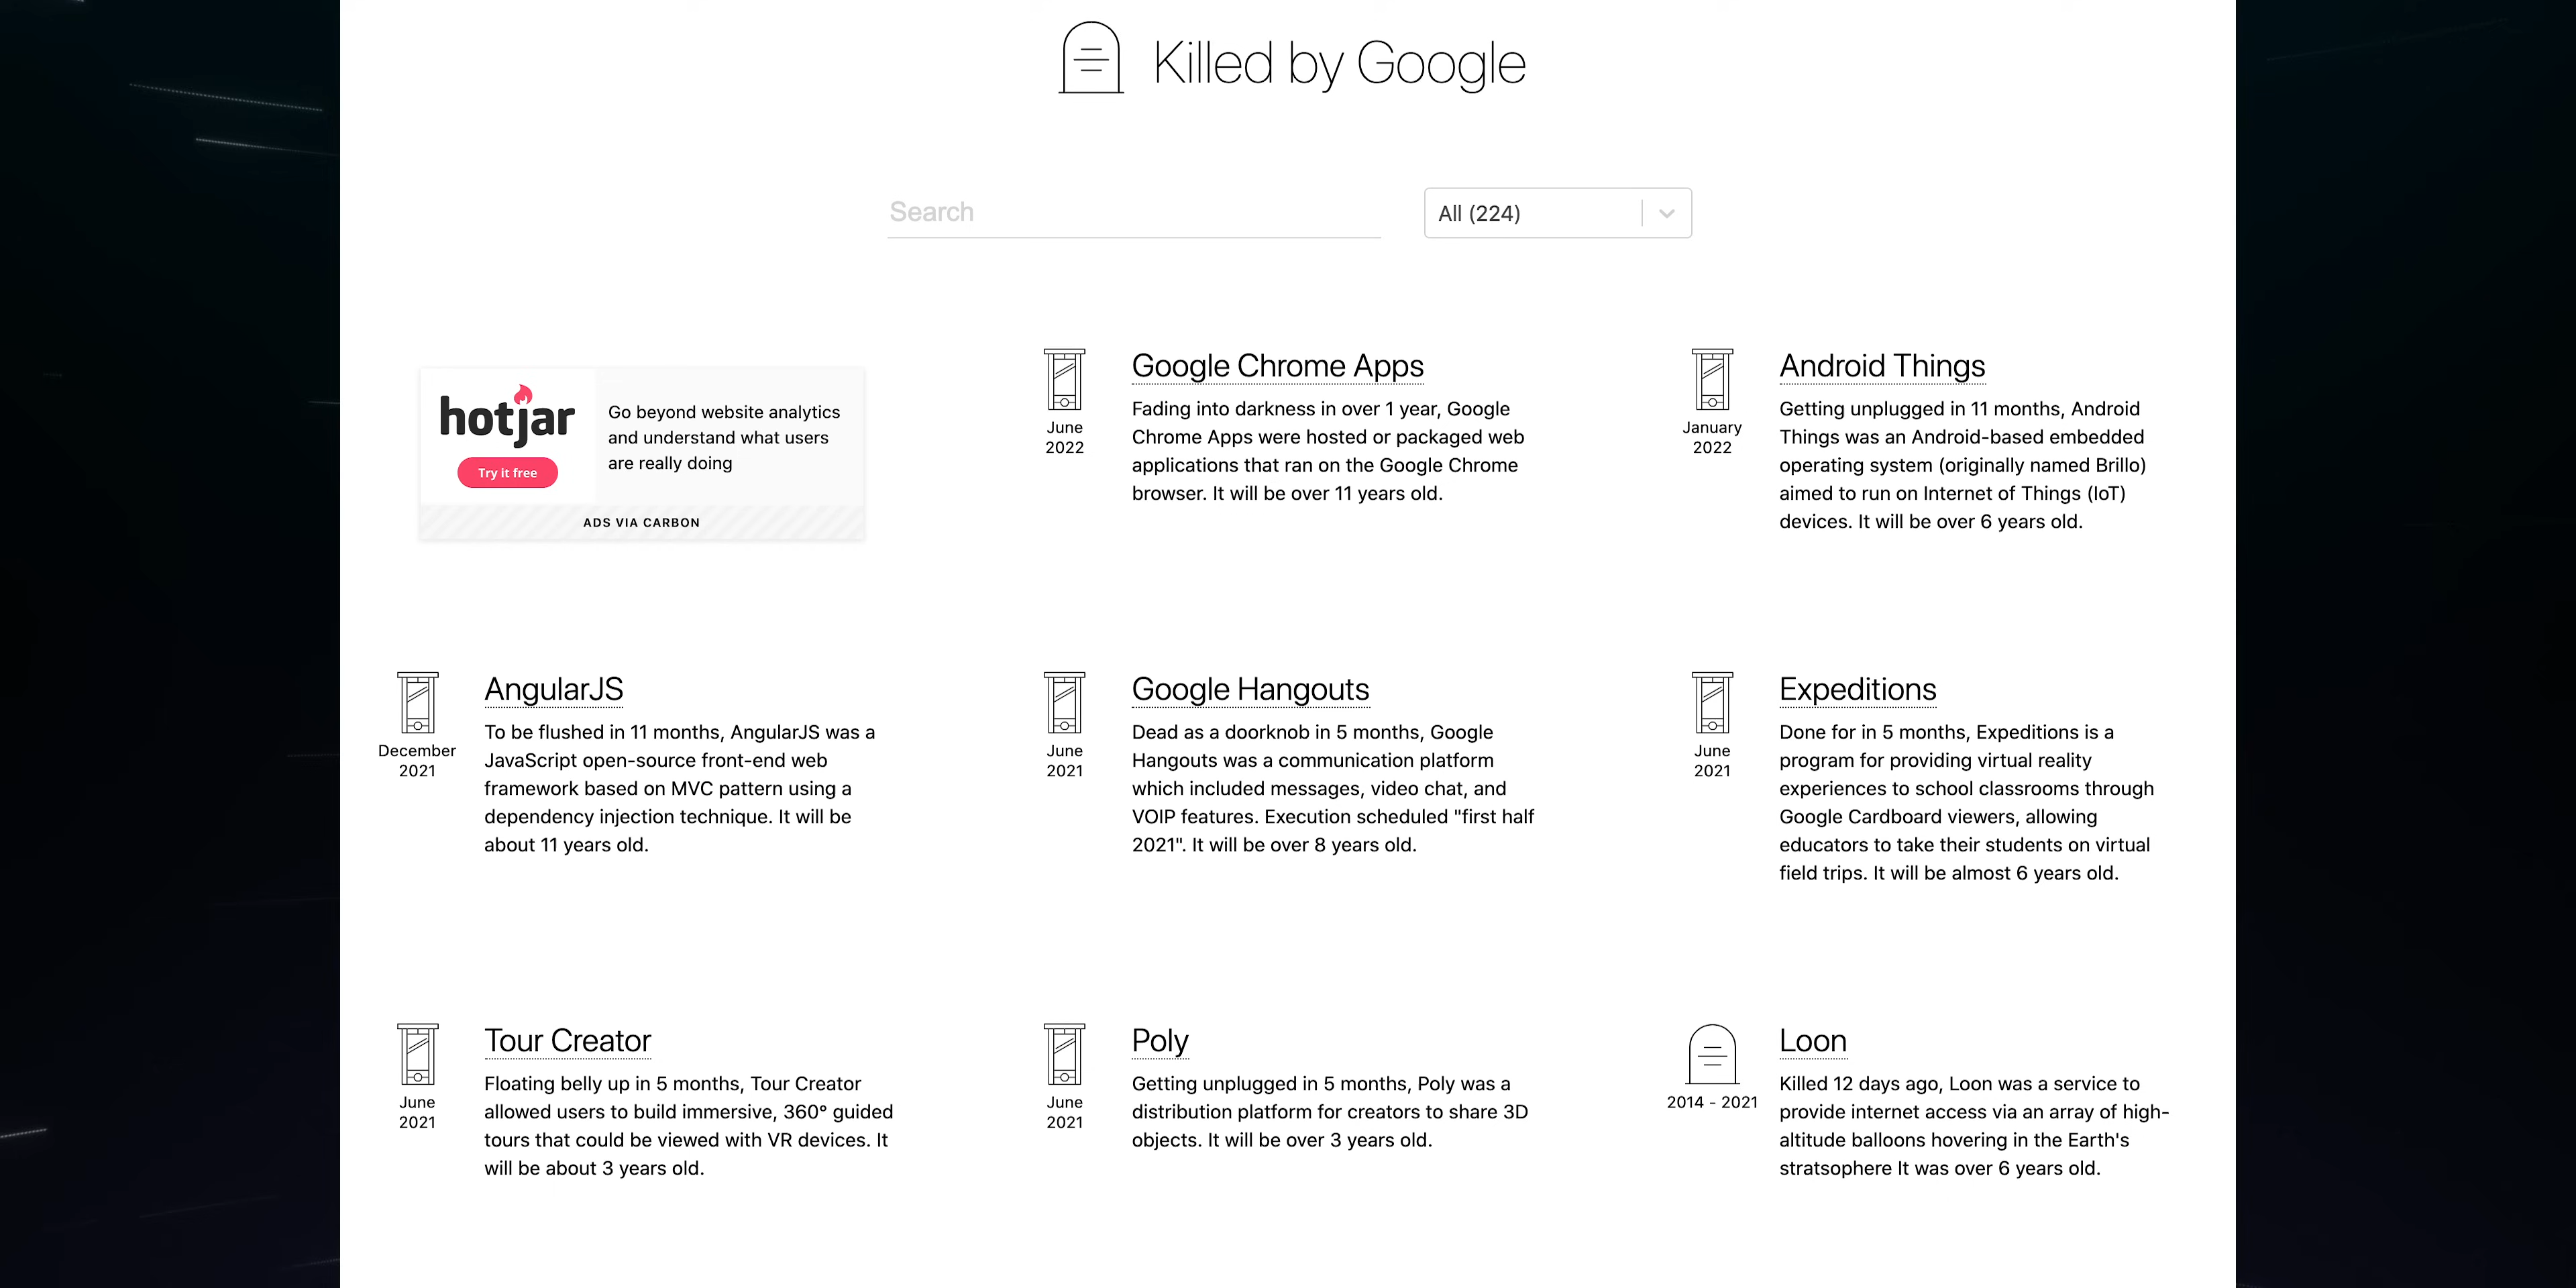 Killed by Google
Search
All (224)
hotjar
Try it free
Go beyond website analytics
and understand what users
are really doing
ADS VIA CARBON
June
2022
Google Chrome Apps
Fading into darkness in over 1 year, Google
Chrome Apps were hosted or packaged web
applications that ran on the Google Chrome
browser. It will be over 11 years old.
January
2022
Android Things
Getting unplugged in 11 months, Android
Things was an Android-based embedded
operating system (originally named Brillo)
aimed to run on Internet of Things (IoT)
devices. It will be over 6 years old.
December
2021
AngularJS
To be flushed in 11 months, AngularJS was a
JavaScript open-source front-end web
framework based on MVC pattern using a
dependency injection technique. It will be
about 11 years old.
June
2021
Google Hangouts
Dead as a doorknob in 5 months, Google
Hangouts was a communication platform
which included messages, video chat, and
VOIP features. Execution scheduled "first half
2021". It will be over 8 years old.
June
2021
Expeditions
Done for in 5 months, Expeditions is a
program for providing virtual reality
experiences to school classrooms through
Google Cardboard viewers, allowing
educators to take their students on virtual
field trips. It will be almost 6 years old.
June
2021
Tour Creator
Floating belly up in 5 months, Tour Creator
allowed users to build immersive, 360° guided
tours that could be viewed with VR devices. It
will be about 3 years old.
June
2021
Poly
Getting unplugged in 5 months, Poly was a
distribution platform for creators to share 3D
objects. It will be over 3 years old.
2014 - 2021
Loon
Killed 12 days ago, Loon was a service to
provide internet access via an array of high-
altitude balloons hovering in the Earth's
stratsophere It was over 6 years old.